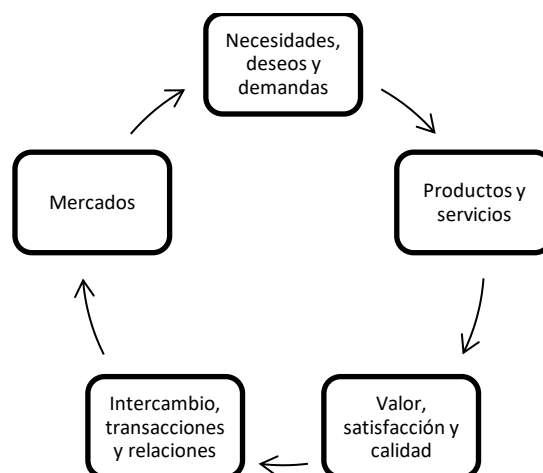 Necesidades,
deseos y
demandas
Productos y
servicios
Valor,
satisfacción y
calidad
Intercambio,
transacciones
y relaciones
Mercados